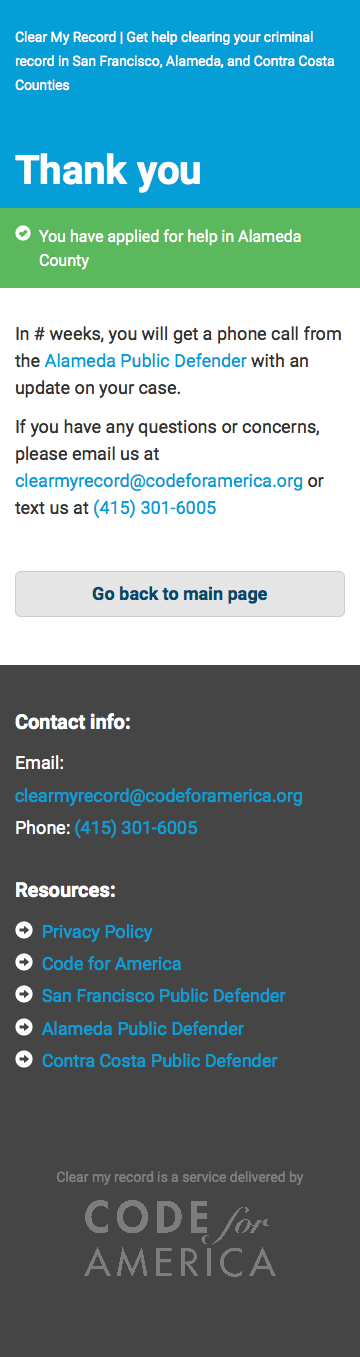 Clear My Record | Get help clearing your criminal
record in San Francisco, Alameda, and Contra Costa
Counties
Thank you
You have applied for help in Alameda
County
In # weeks, you will get a phone call from
the Alameda Public Defender with an
update on your case.
If you have any questions or concerns,
please email us at
clearmyrecord@codeforamerica.org or
text us at (415) 301-6005
Go back to main page
Contact info:
Email:
clearmyrecord@codeforamerica.org
Phone: (415) 301-6005
Resources:
Privacy Policy
Code for America
San Francisco Public Defender
Alameda Public Defender
Contra Costa Public Defender
Clear my record is a service delivered by
CODE for
AMERICA